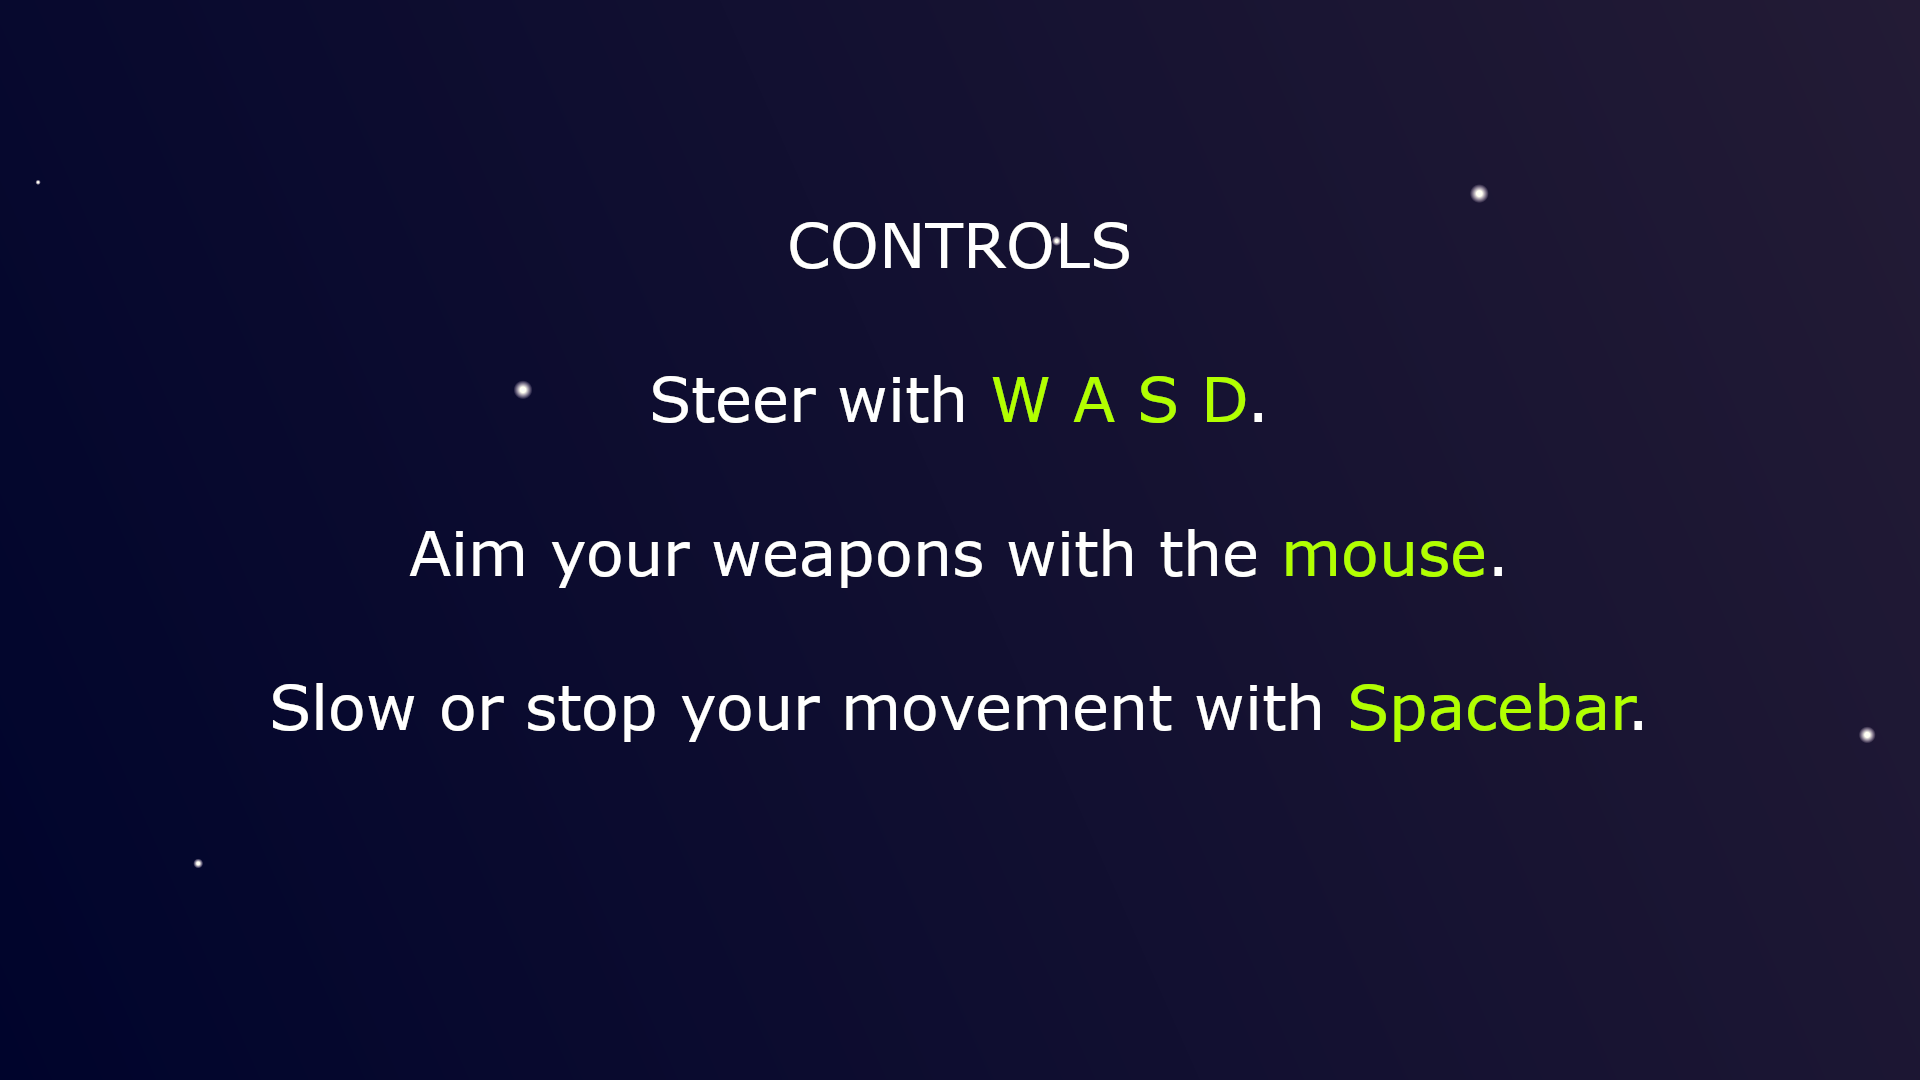 CONTROLS
Steer with W A S D.
Aim your weapons with the mouse.
Slow or stop your movement with Spacebar.